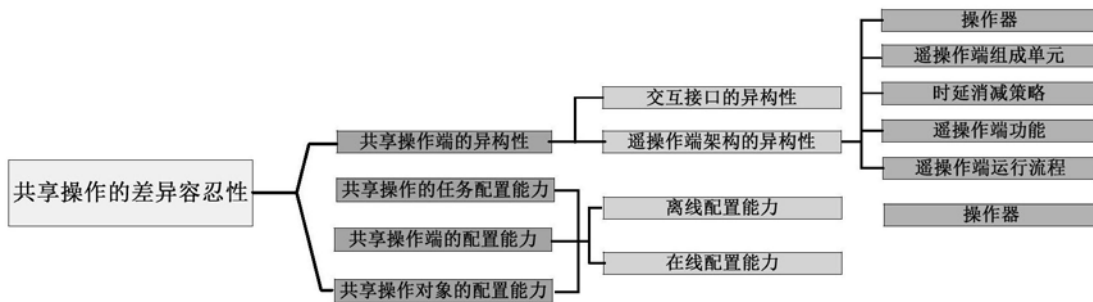 共享操作的差异容忍性
共享操作端的异构性
共享操作的任务配置能力
共享操作端的配置能力
共享操作对象的配置能力
交互接口的异构性
遥操作端架构的异构性
离线配置能力
在线配置能力
操作器
遥操作端组成单元
时延消减策略
遥操作端功能
遥操作端运行流程
操作器